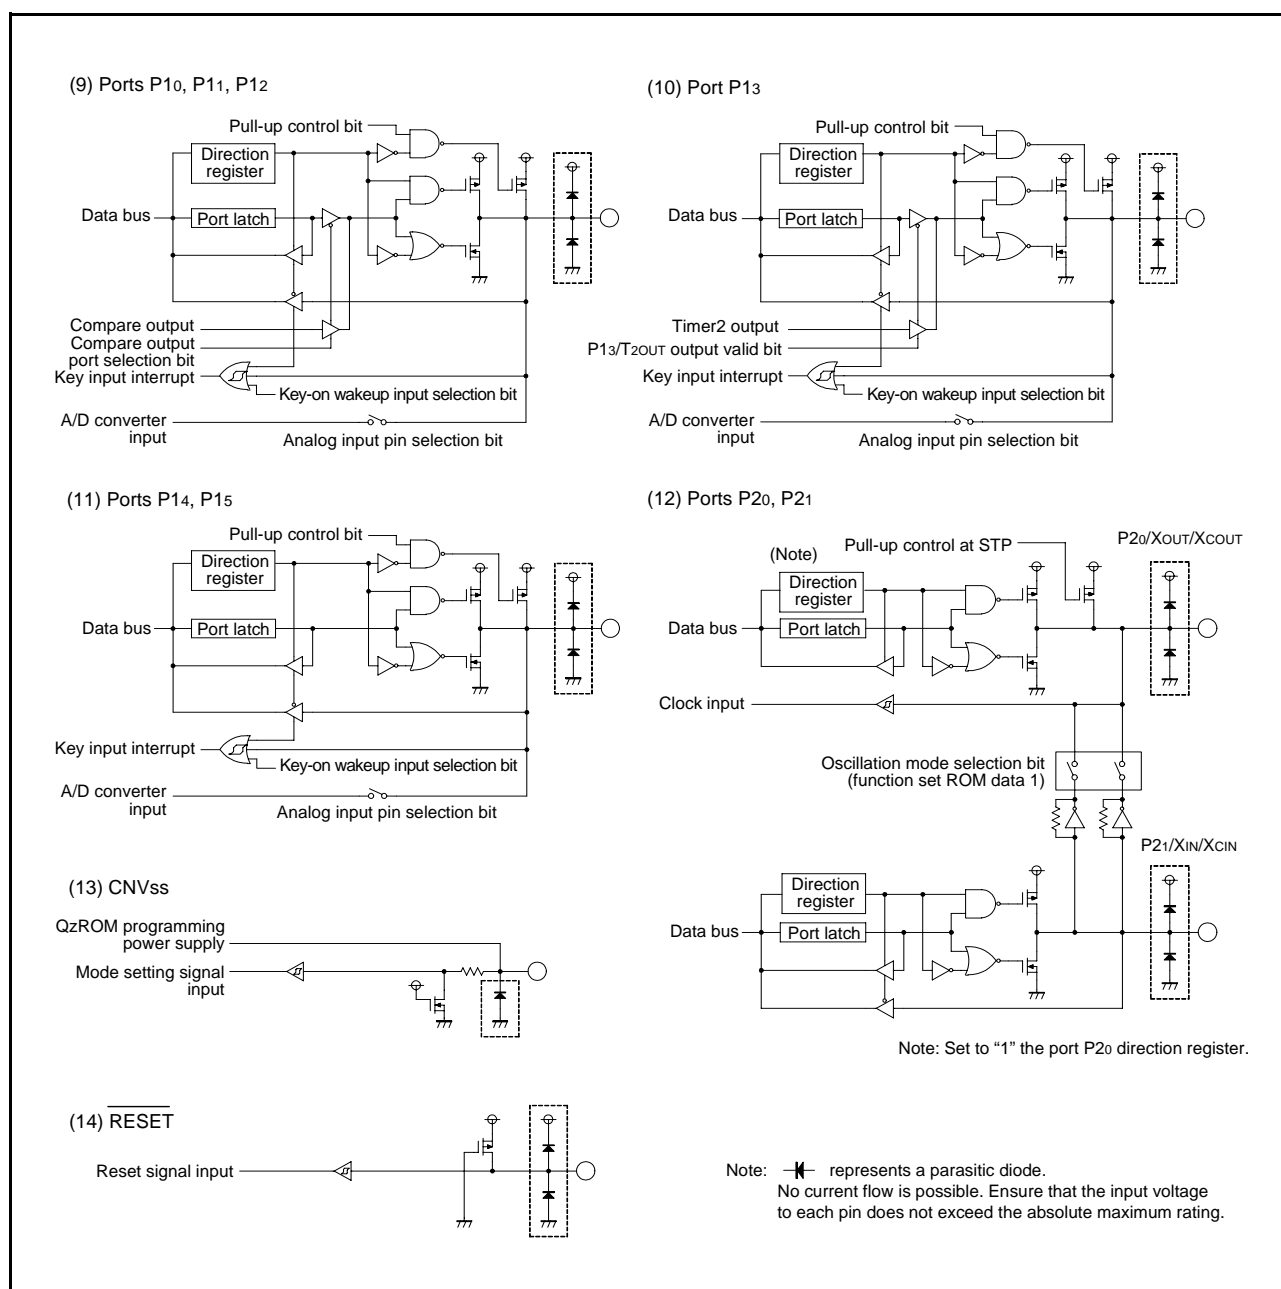 (9) Ports P10, P11, P12
Pull-up control bit
Direction
register
Data bus
Port latch
Compare output
Compare output
port selection bit
Key input interrupt
Key-on wakeup input selection bit
A/D converter
input
Analog input pin selection bit
(10) Port P13
Pull-up control bit
Direction
register
Data bus
Port latch
Timer2 output
P13/T2OUT output valid bit
Key input interrupt
Key-on wakeup input selection bit
A/D converter
input
Analog input pin selection bit
(11) Ports P14, P15
Pull-up control bit
Direction
register
Data bus
Port latch
Key input interrupt
Key-on wakeup input selection bit
A/D converter
input
Analog input pin selection bit
(12) Ports P20, P21
P20/XOUT/XCOUT
(Note)
Pull-up control at STP
Direction
register
Data bus
Port latch
Clock input
Oscillation mode selection bit
(function set ROM data 1)
P21/XIN/XCIN
Direction
register
Data bus
Port latch
Note: Set to “1” the port P20 direction register.
(13) CNVss
QzROM programming
power supply
Mode setting signal
input
(14) RESET
Reset signal input
Note: represents a parasitic diode.
No current flow is possible. Ensure that the input voltage
to each pin does not exceed the absolute maximum rating.